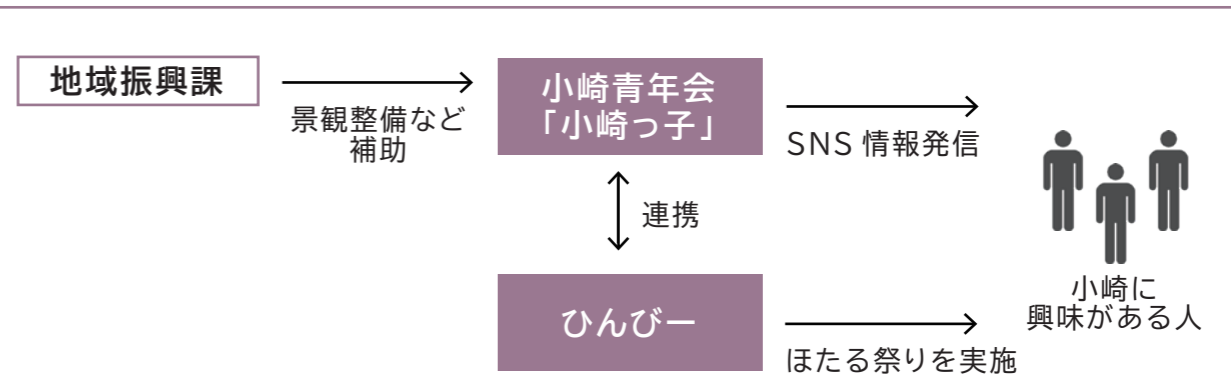 地域振興課
景観整備など
補助
小崎青年会
「小崎っ子」
SNS 情報発信
連携
ひんびー
ほたる祭りを実施
小崎に
興味がある人